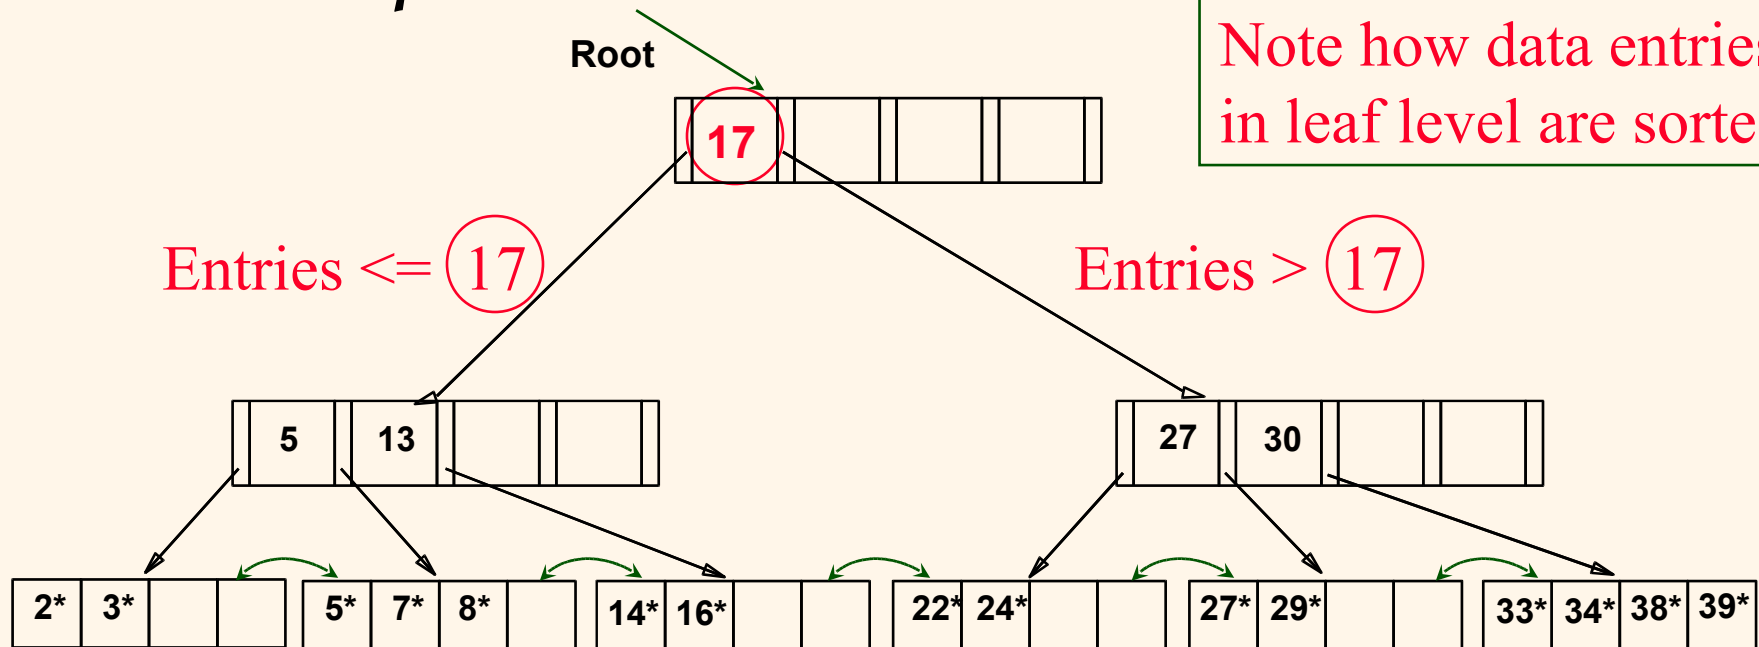 Root
Note how data entries
in leaf level are sorte
17
Entries <= 17
Entries > 17
5 13
27 30
2* 3*
5* 7* 8*
14* 16*
22* 24*
27* 29*
33* 34* 38* 39*